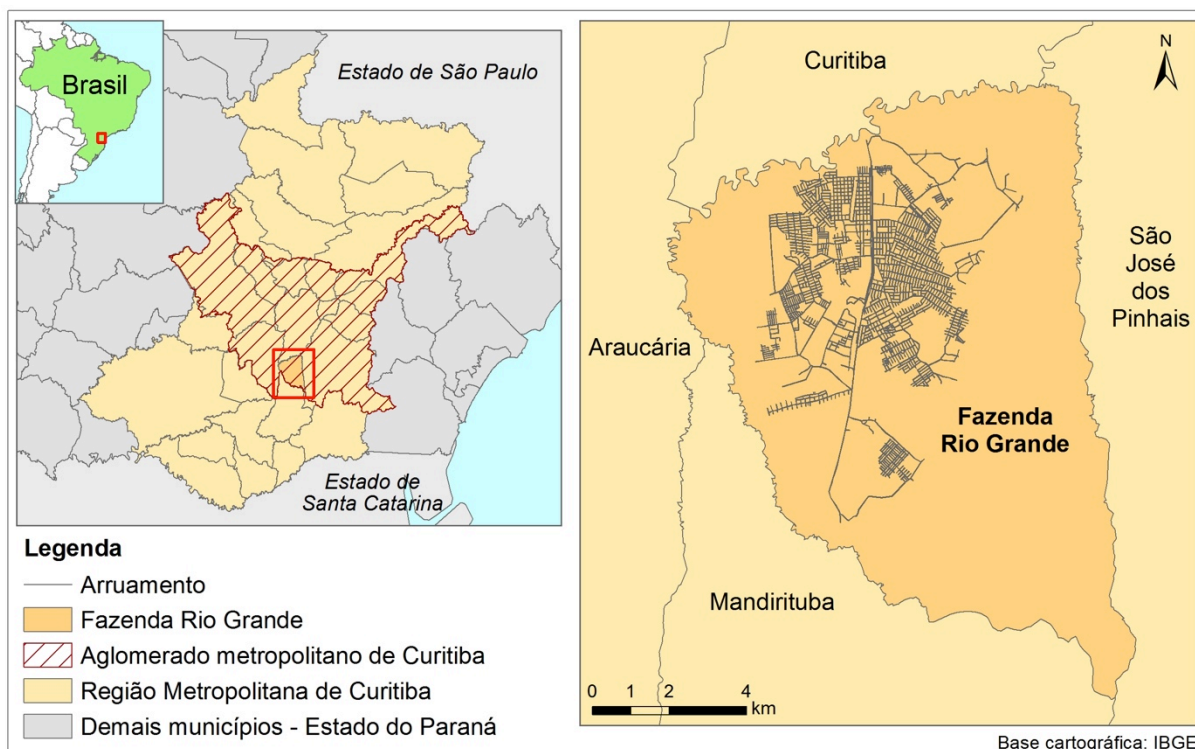 Brasil
Estado de São Paulo
Estado de
Santa Catarina
Legenda
Arruamento
Fazenda Rio Grande
Aglomerado metropolitano de Curitiba
Região Metropolitana de Curitiba
Demais municípios - Estado do Paraná
Curitiba
N
São
José
dos
Pinhais
Araucária
Fazenda
Rio Grande
Mandirituba
0 1 2 4
km
Base cartográfica: IBGE